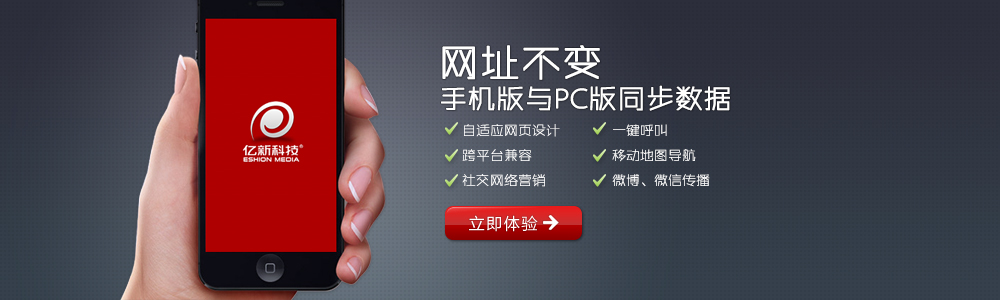 亿新科技®
ESHION MEDIA
网址不变
手机版与PC版同步数据
自适应网页设计
一键呼叫
跨平台兼容
移动地图导航
社交网络营销
微博、微信传播
立即体验